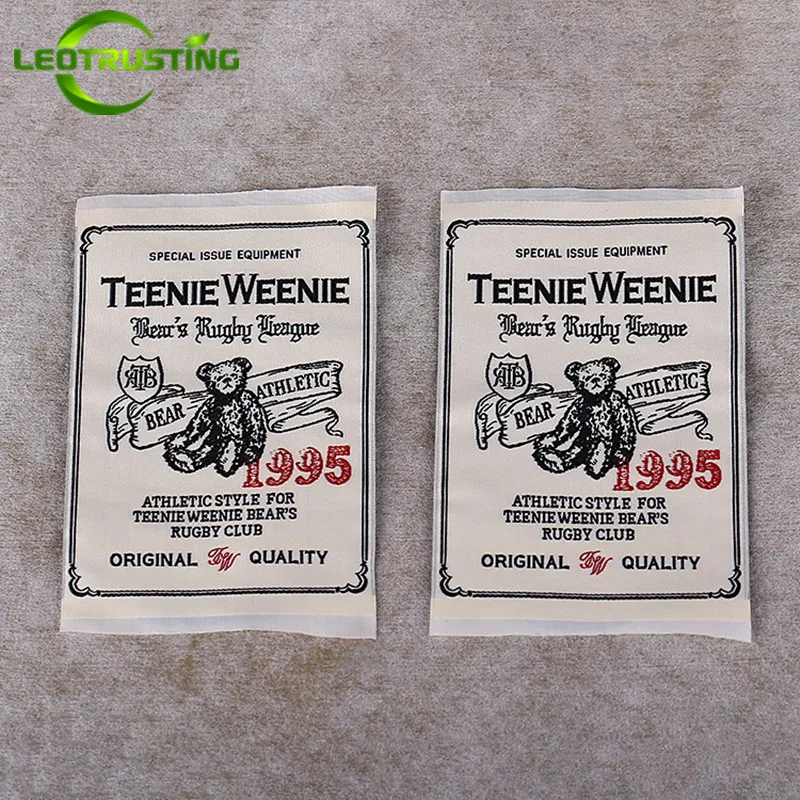 LEOTRUSTING
SPECIAL ISSUE EQUIPMENT
TEENIE WEENIE
Bear's Rugby League
ATB
BEAR ATHLETIC
1995
ATHLETIC STYLE FOR
TEENIE WEENIE BEAR'S
RUGBY CLUB
ORIGINAL TW QUALITY
SPECIAL ISSUE EQUIPMENT
TEENIE WEENIE
Bear's Rugby League
ATB
BEAR ATHLETIC
1995
ATHLETIC STYLE FOR
TEENIE WEENIE BEAR'S
RUGBY CLUB
ORIGINAL TW QUALITY